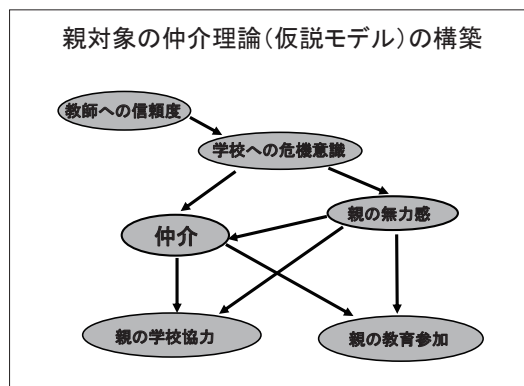 親対象の仲介理論(仮説モデル)の構築
教師への信頼度
学校への危機意識
親の無力感
仲介
親の学校協力
親の教育参加